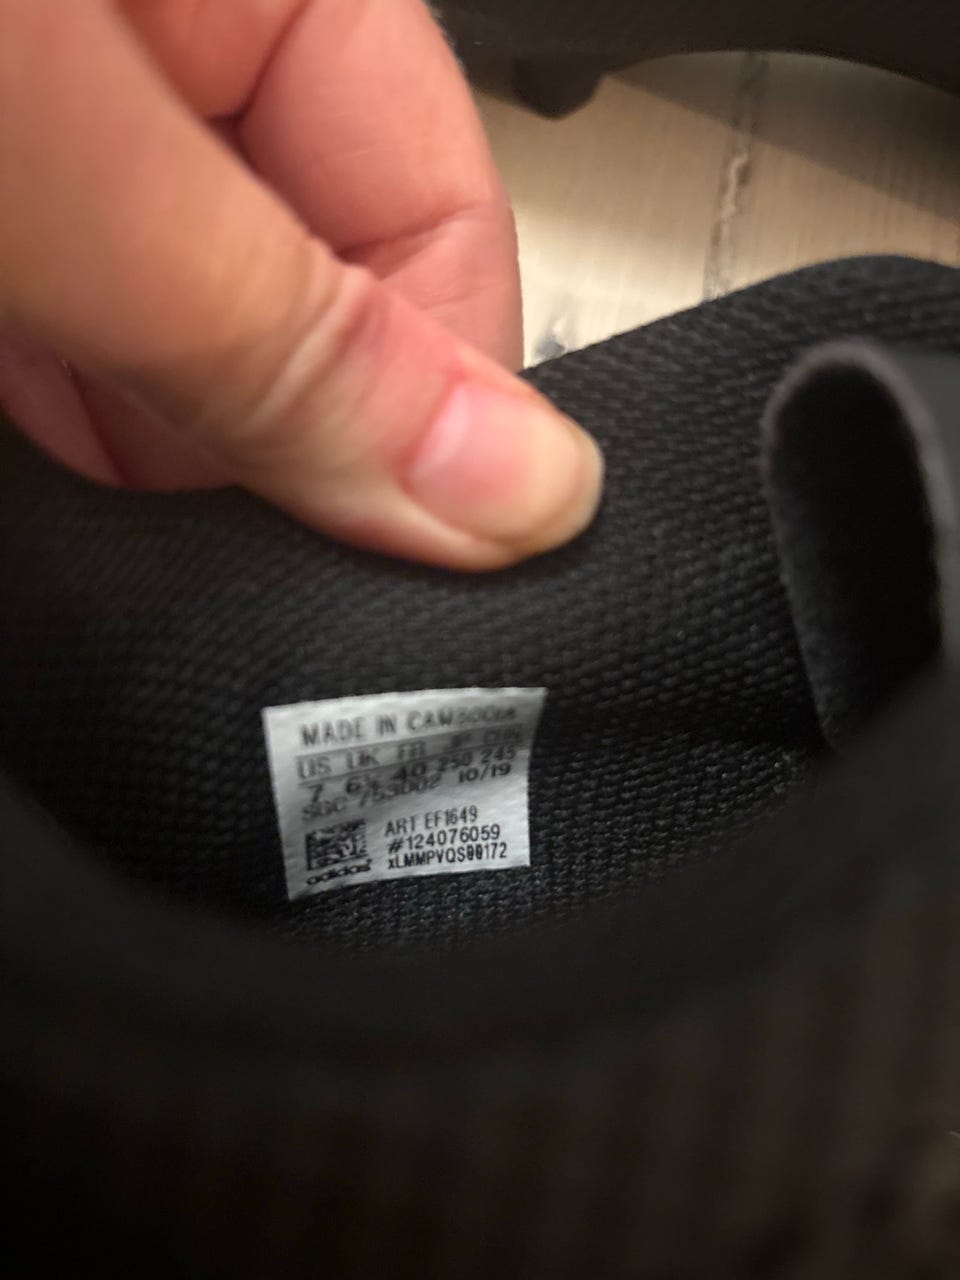 MADE IN CAMBODIA
US UK FR JP CHN
7 6½ 40 250 245
SGC 753002 10/19
ART EF1649
#124076059
xLMMPVQS00172
adidas